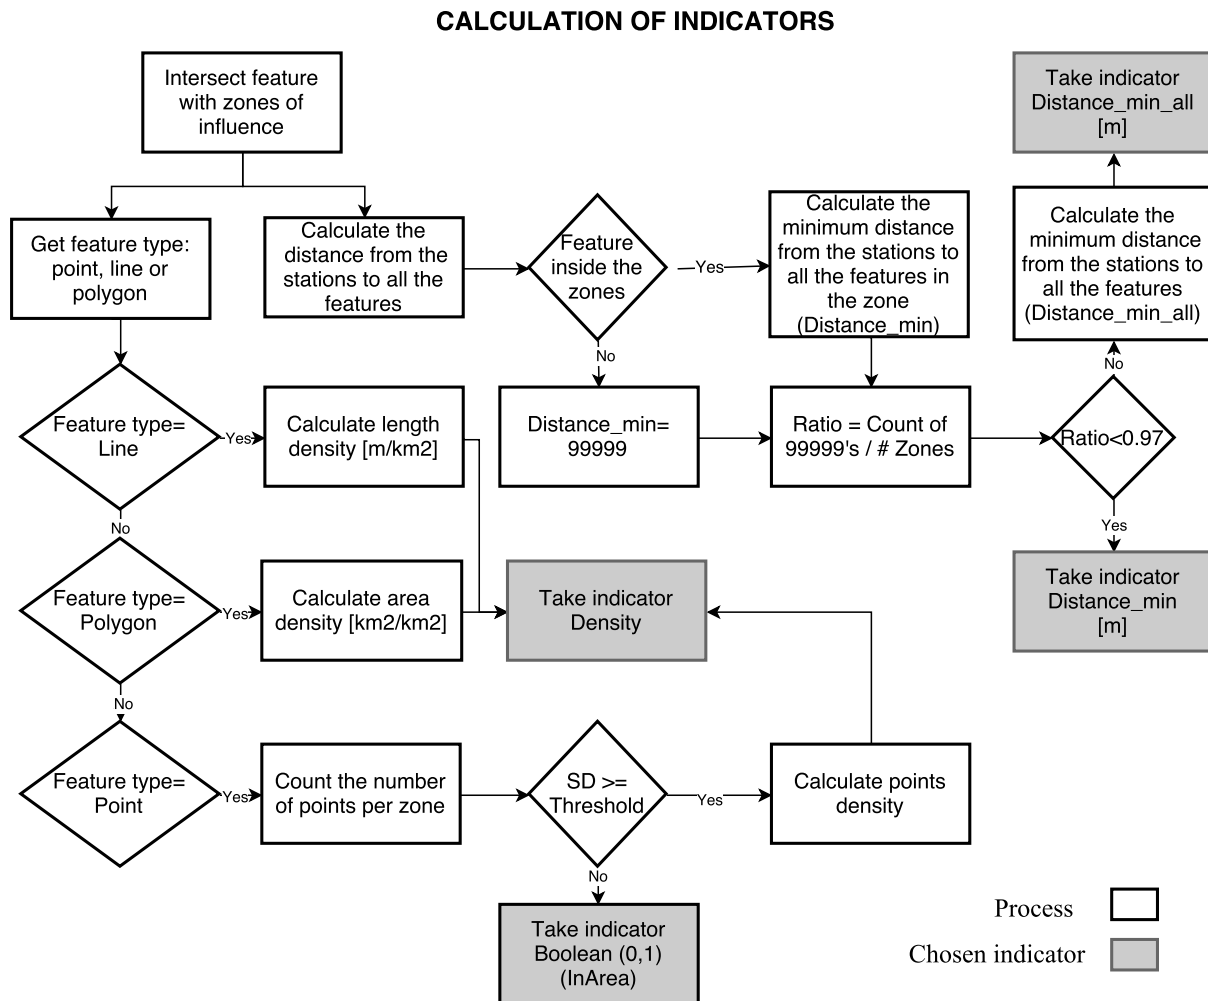 CALCULATION OF INDICATORS
Intersect feature
with zones of
influence
Take indicator
Distance_min_all
[m]
Get feature type:
point, line or
polygon
Calculate the
distance from the
stations to all the
features
Feature
inside the
zones
Yes
No
Calculate the
minimum distance
from the stations to
all the features in
the zone
(Distance_min)
Calculate the
minimum distance
from the stations to
all the features
(Distance_min_all)
No
Feature type=
Line
Yes
No
Calculate length
density [m/km2]
Distance_min=
99999
Ratio = Count of
99999's / # Zones
Ratio<0.97
Yes
Take indicator
Distance_min
[m]
Feature type=
Polygon
Yes
No
Calculate area
density [km2/km2]
Take indicator
Density
Feature type=
Point
Yes
Count the number
of points per zone
SD >=
Threshold
Yes
No
Calculate points
density
Take indicator
Boolean (0,1)
(InArea)
Process
Chosen indicator